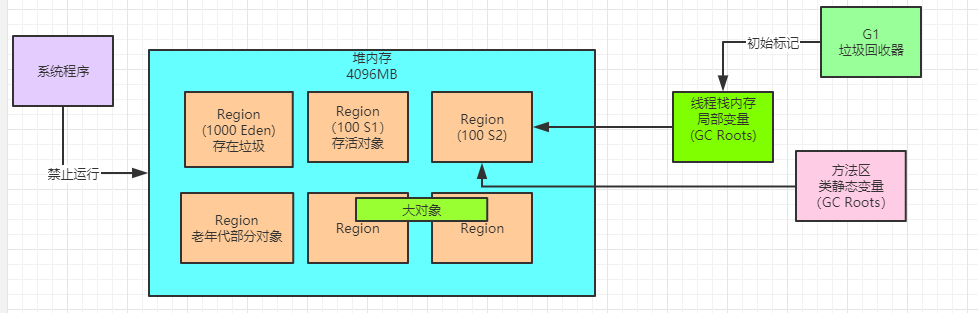 系统程序
禁止运行
堆内存
4096MB
Region
(1000 Eden)
存在垃圾
Region
(100 S1)
存活对象
Region
(100 S2)
Region
老年代部分对象
大对象
Region
Region
初始标记
G1
垃圾回收器
线程栈内存
局部变量
(GC Roots)
方法区
类静态变量
(GC Roots)